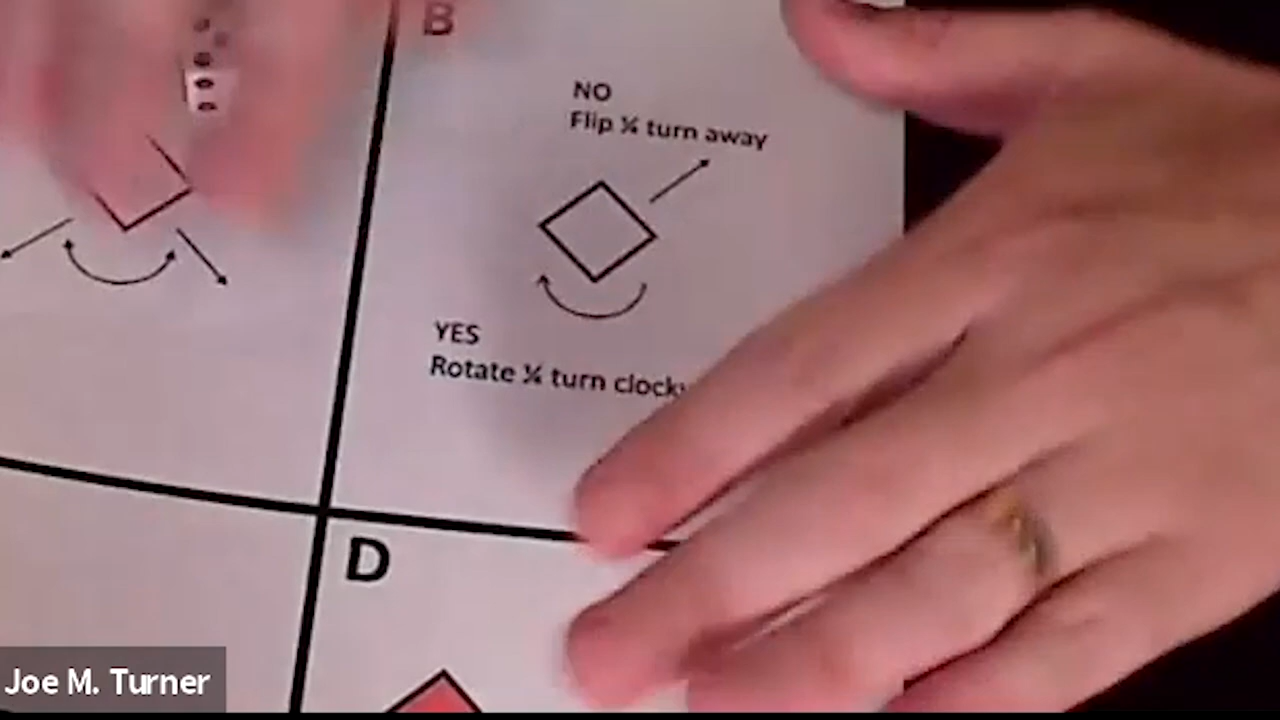 B
NO
Flip ¼ turn away
YES
Rotate ¼ turn
D
Joe M. Turner